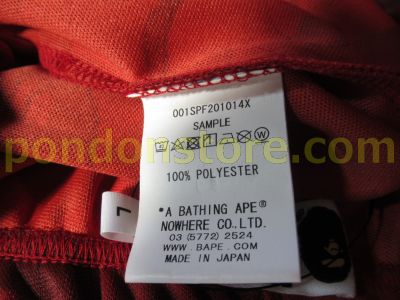 001SPF201014X
SAMPLE
pondonstore.com
100% POLYESTER
*A BATHING APE®
NOWHERE CO.,LTD.
03 (5772) 2524
WWW.BAPE.COM
MADE IN JAPAN
L